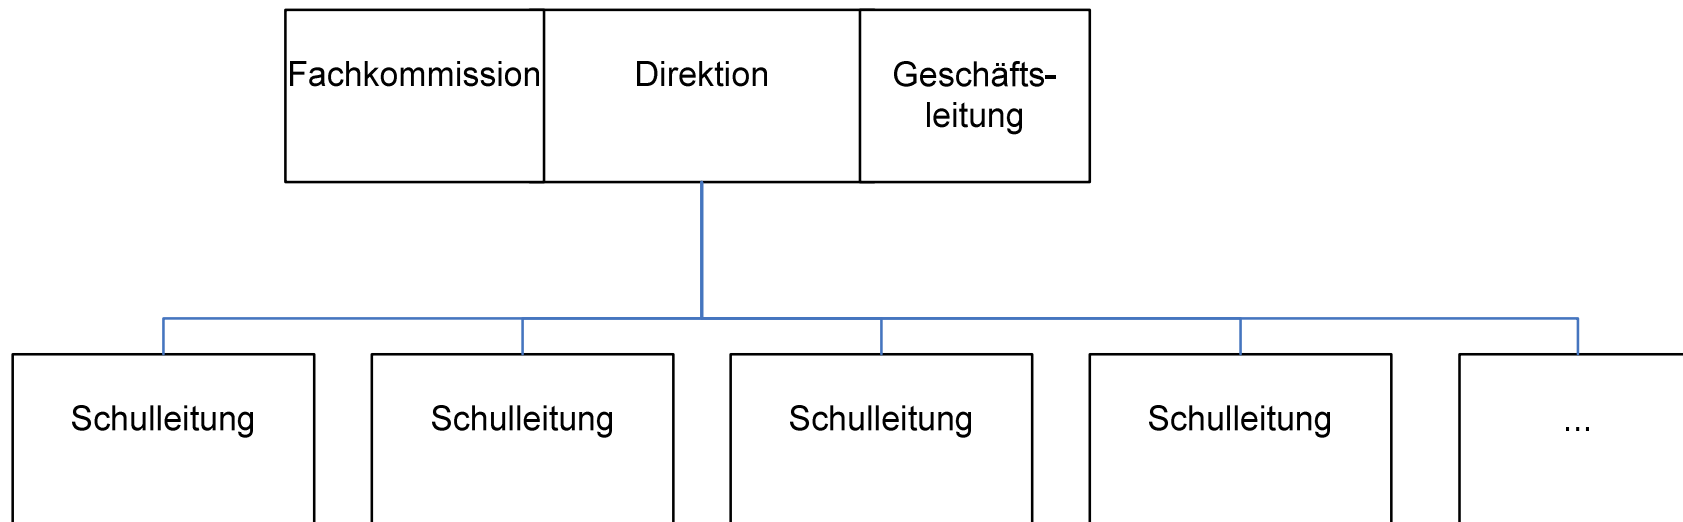 Fachkommission
Direktion
Geschäfts-
leitung
Schulleitung
Schulleitung
Schulleitung
Schulleitung
...